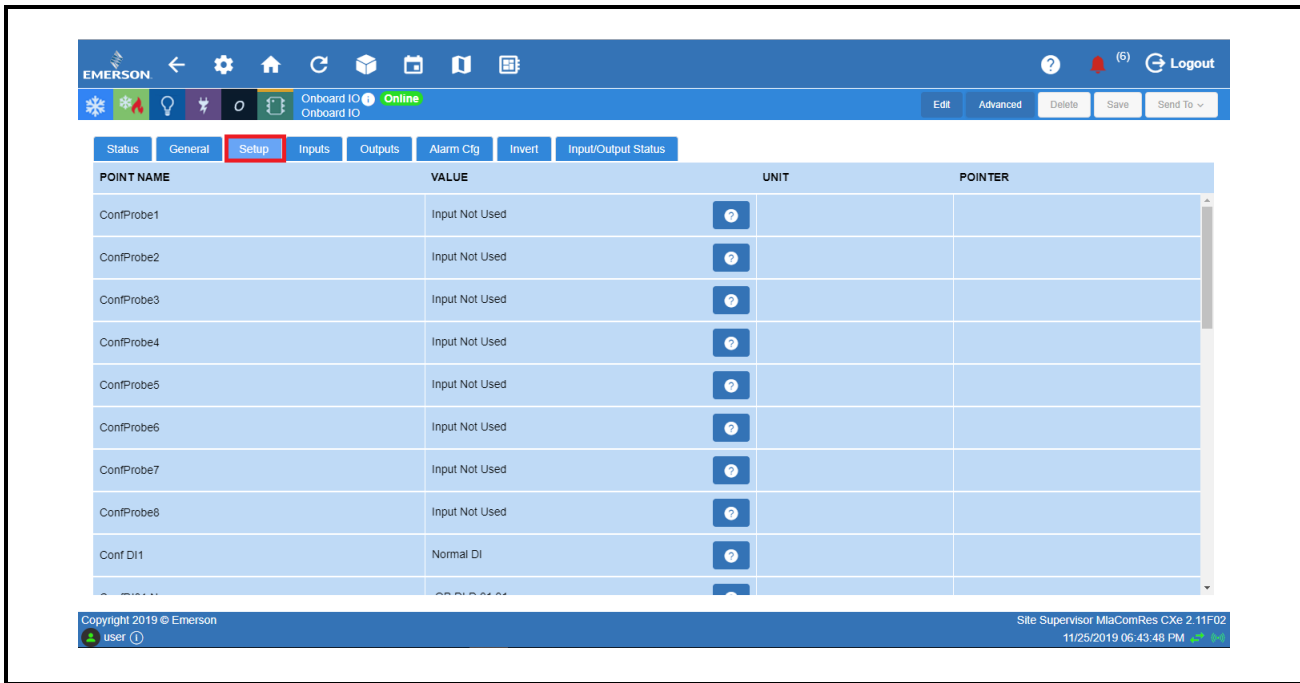 EMERSON
(6) Logout
Onboard IO Online
Onboard IO
Edit Advanced Delete Save Send To
Status General Setup Inputs Outputs Alarm Cfg Invert Input/Output Status
POINT NAME VALUE UNIT POINTER
ConfProbe1 Input Not Used
ConfProbe2 Input Not Used
ConfProbe3 Input Not Used
ConfProbe4 Input Not Used
ConfProbe5 Input Not Used
ConfProbe6 Input Not Used
ConfProbe7 Input Not Used
ConfProbe8 Input Not Used
Conf DI1 Normal DI
Copyright 2019 © Emerson Site Supervisor MlaComRes CXe 2.11F02
user 11/25/2019 06:43:48 PM